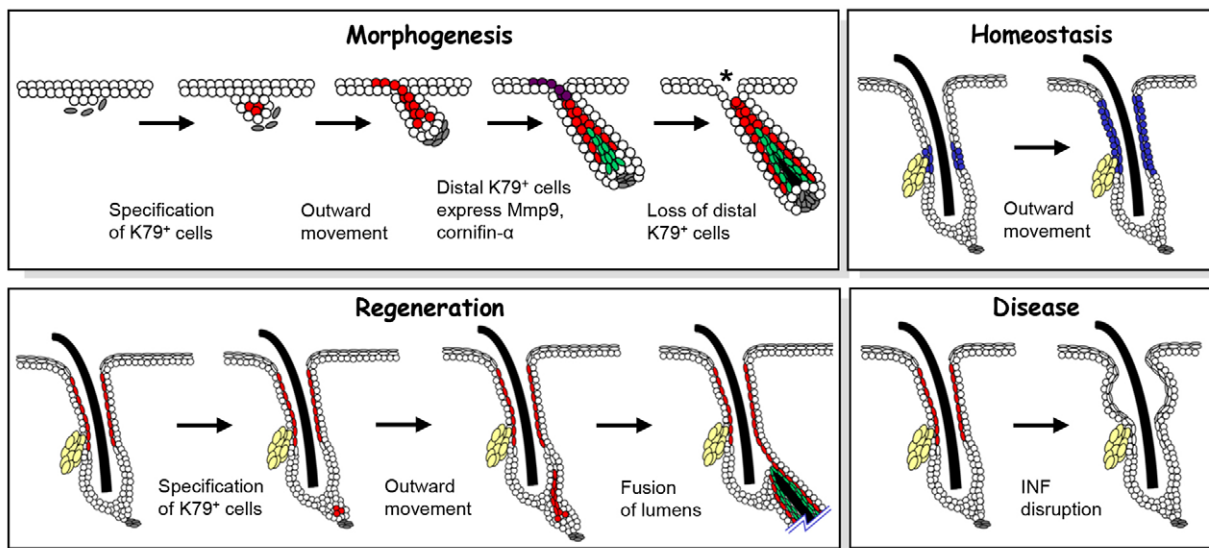 Morphogenesis
*
Specification
of K79⁺ cells
Outward
movement
Distal K79⁺ cells
express Mmp9,
cornifin-α
Loss of distal
K79⁺ cells
Homeostasis
Outward
movement
Regeneration
Specification
of K79⁺ cells
Outward
movement
Fusion
of lumens
Disease
INF
disruption